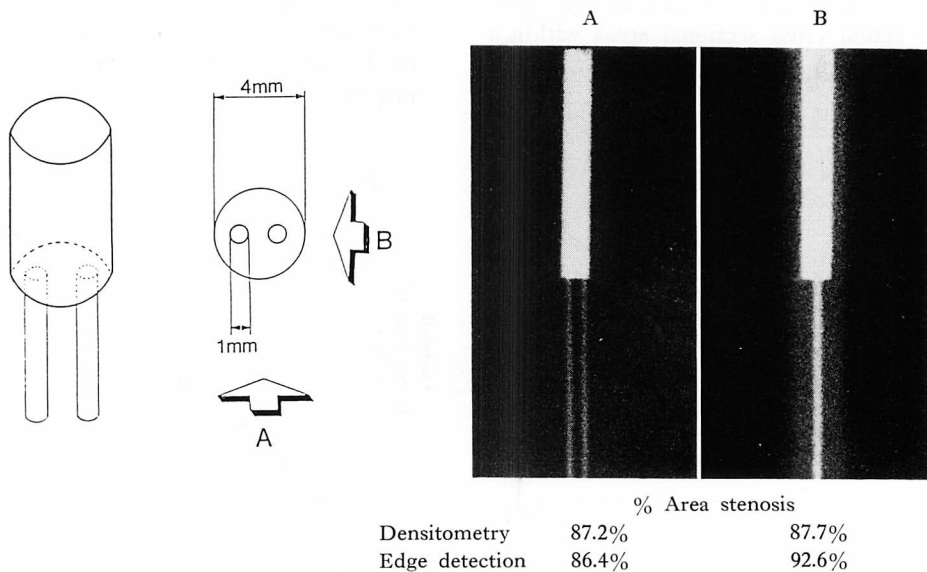 A B
4mm
B
1mm
A
% Area stenosis
Densitometry 87.2% 87.7%
Edge detection 86.4% 92.6%